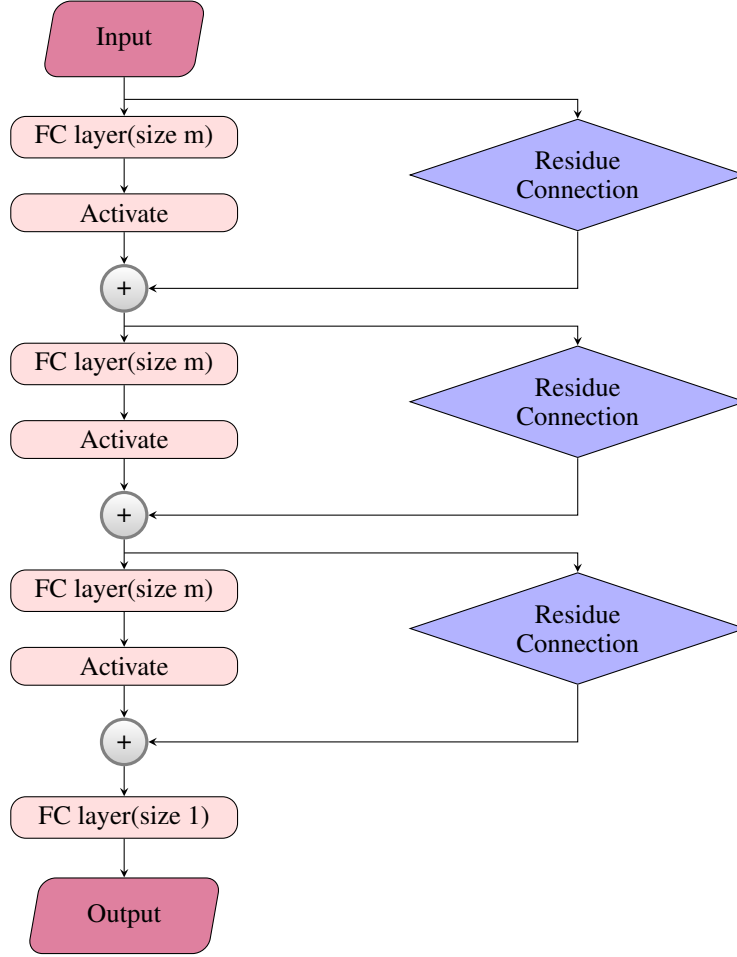 Input
FC layer(size m)
Residue
Connection
Activate
+
FC layer(size m)
Residue
Connection
Activate
+
FC layer(size m)
Residue
Connection
Activate
+
FC layer(size 1)
Output